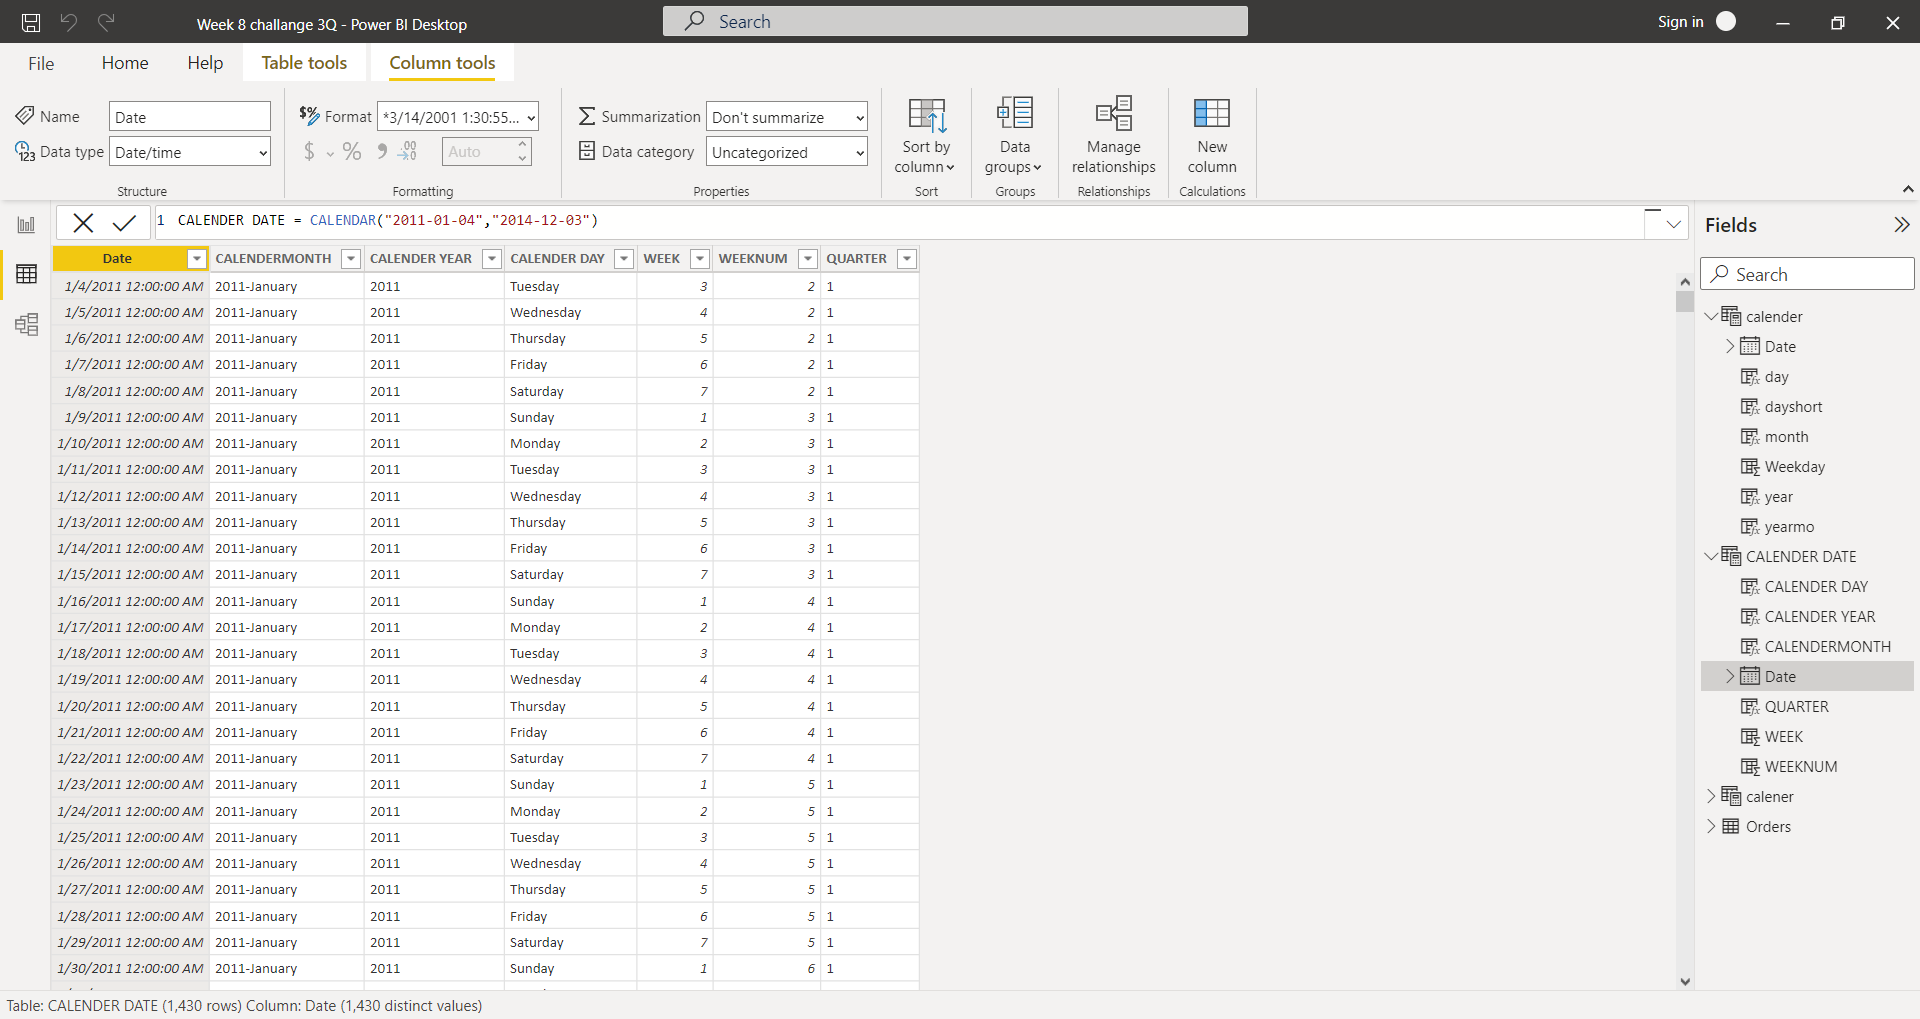 Week 8 challange 3Q - Power BI Desktop
Search
Sign in
File Home Help Table tools Column tools
Name Date
Data type Date/time
Structure
Format *3/14/2001 1:30:55...
$ % 9 .00 Auto
Formatting
Summarization Don't summarize
Data category Uncategorized
Properties
Sort by column
Sort
Data groups
Groups
Manage relationships
Relationships
New column
Calculations
1 CALENDER DATE = CALENDAR("2011-01-04","2014-12-03")
Date CALENDERMONTH CALENDER YEAR CALENDER DAY WEEK WEEKNUM QUARTER
1/4/2011 12:00:00 AM 2011-January 2011 Tuesday 3 2 1
1/5/2011 12:00:00 AM 2011-January 2011 Wednesday 4 2 1
1/6/2011 12:00:00 AM 2011-January 2011 Thursday 5 2 1
1/7/2011 12:00:00 AM 2011-January 2011 Friday 6 2 1
1/8/2011 12:00:00 AM 2011-January 2011 Saturday 7 2 1
1/9/2011 12:00:00 AM 2011-January 2011 Sunday 1 3 1
1/10/2011 12:00:00 AM 2011-January 2011 Monday 2 3 1
1/11/2011 12:00:00 AM 2011-January 2011 Tuesday 3 3 1
1/12/2011 12:00:00 AM 2011-January 2011 Wednesday 4 3 1
1/13/2011 12:00:00 AM 2011-January 2011 Thursday 5 3 1
1/14/2011 12:00:00 AM 2011-January 2011 Friday 6 3 1
1/15/2011 12:00:00 AM 2011-January 2011 Saturday 7 3 1
1/16/2011 12:00:00 AM 2011-January 2011 Sunday 1 4 1
1/17/2011 12:00:00 AM 2011-January 2011 Monday 2 4 1
1/18/2011 12:00:00 AM 2011-January 2011 Tuesday 3 4 1
1/19/2011 12:00:00 AM 2011-January 2011 Wednesday 4 4 1
1/20/2011 12:00:00 AM 2011-January 2011 Thursday 5 4 1
1/21/2011 12:00:00 AM 2011-January 2011 Friday 6 4 1
1/22/2011 12:00:00 AM 2011-January 2011 Saturday 7 4 1
1/23/2011 12:00:00 AM 2011-January 2011 Sunday 1 5 1
1/24/2011 12:00:00 AM 2011-January 2011 Monday 2 5 1
1/25/2011 12:00:00 AM 2011-January 2011 Tuesday 3 5 1
1/26/2011 12:00:00 AM 2011-January 2011 Wednesday 4 5 1
1/27/2011 12:00:00 AM 2011-January 2011 Thursday 5 5 1
1/28/2011 12:00:00 AM 2011-January 2011 Friday 6 5 1
1/29/2011 12:00:00 AM 2011-January 2011 Saturday 7 5 1
1/30/2011 12:00:00 AM 2011-January 2011 Sunday 1 6 1
Fields
Search
calender
Date
day
dayshort
month
Weekday
year
yearmo
CALENDER DATE
CALENDER DAY
CALENDER YEAR
CALENDERMONTH
Date
QUARTER
WEEK
WEEKNUM
calener
Orders
Table: CALENDER DATE (1,430 rows) Column: Date (1,430 distinct values)